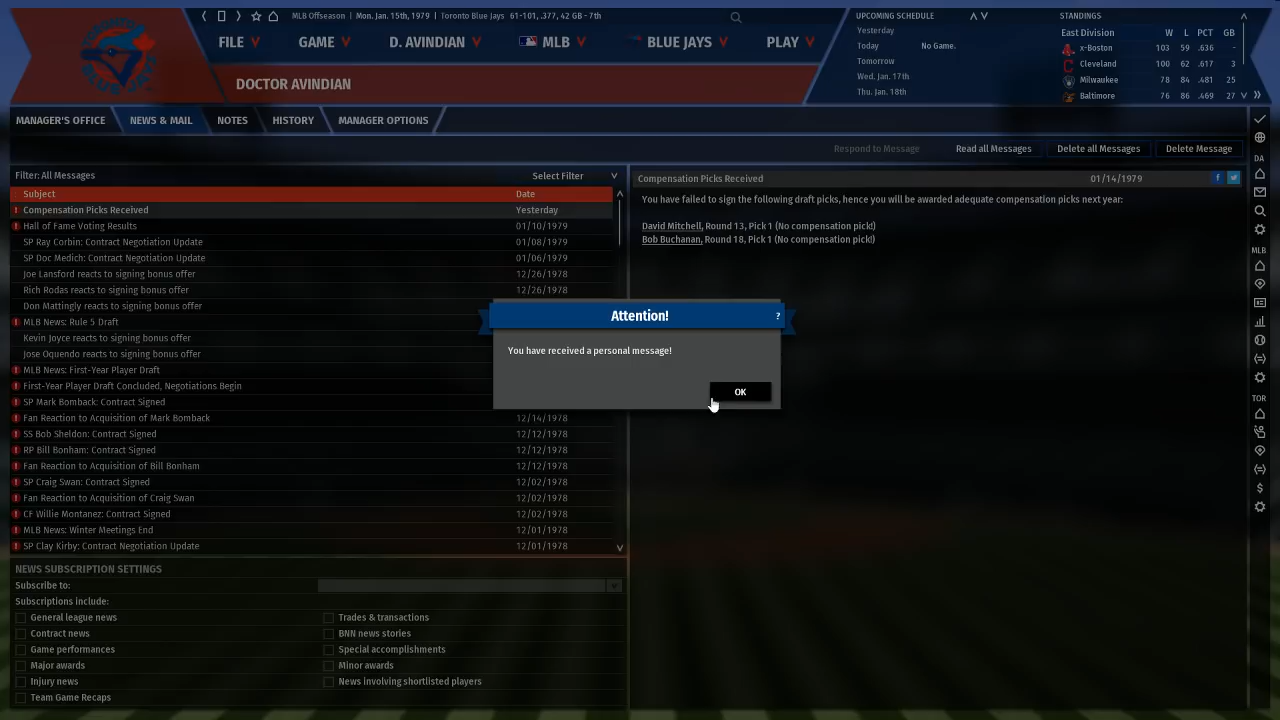 MLB Offseason | Mon. Jan. 15th, 1979 | Toronto Blue Jays 61-101, .377, 42 GB - 7th
FILE GAME D. AVINDIAN MLB BLUE JAYS PLAY
DOCTOR AVINDIAN
UPCOMING SCHEDULE
Yesterday
Today No Game.
Tomorrow
Wed. Jan. 17th
Thu. Jan. 18th
STANDINGS
East Division W L PCT GB
x-Boston 103 59 .636 -
Cleveland 100 62 .617 3
Milwaukee 78 84 .481 25
Baltimore 76 86 .469 27
MANAGER'S OFFICE NEWS & MAIL NOTES HISTORY MANAGER OPTIONS
Respond to Message Read all Messages Delete all Messages Delete Message
Filter: All Messages Select Filter
Subject Date
Compensation Picks Received Yesterday
Hall of Fame Voting Results 01/10/1979
SP Ray Corbin: Contract Negotiation Update 01/08/1979
SP Doc Medich: Contract Negotiation Update 01/06/1979
Joe Lansford reacts to signing bonus offer 12/26/1978
Rich Rodas reacts to signing bonus offer 12/26/1978
Don Mattingly reacts to signing bonus offer
MLB News: Rule 5 Draft
Kevin Joyce reacts to signing bonus offer
Jose Oquendo reacts to signing bonus offer
MLB News: First-Year Player Draft
First-Year Player Draft Concluded, Negotiations Begin
SP Mark Bomback: Contract Signed
Fan Reaction to Acquisition of Mark Bomback 12/14/1978
SS Bob Sheldon: Contract Signed 12/12/1978
RP Bill Bonham: Contract Signed 12/12/1978
Fan Reaction to Acquisition of Bill Bonham 12/12/1978
SP Craig Swan: Contract Signed 12/02/1978
Fan Reaction to Acquisition of Craig Swan 12/02/1978
CF Willie Montanez: Contract Signed 12/02/1978
MLB News: Winter Meetings End 12/01/1978
SP Clay Kirby: Contract Negotiation Update 12/01/1978
Compensation Picks Received 01/14/1979
You have failed to sign the following draft picks, hence you will be awarded adequate compensation picks next year:
David Mitchell, Round 13, Pick 1 (No compensation pick!)
Bob Buchanan, Round 18, Pick 1 (No compensation pick!)
Attention! ?
You have received a personal message!
OK
NEWS SUBSCRIPTION SETTINGS
Subscribe to:
Subscriptions include:
General league news Trades & transactions
Contract news BNN news stories
Game performances Special accomplishments
Major awards Minor awards
Injury news News involving shortlisted players
Team Game Recaps
DA
MLB
TOR